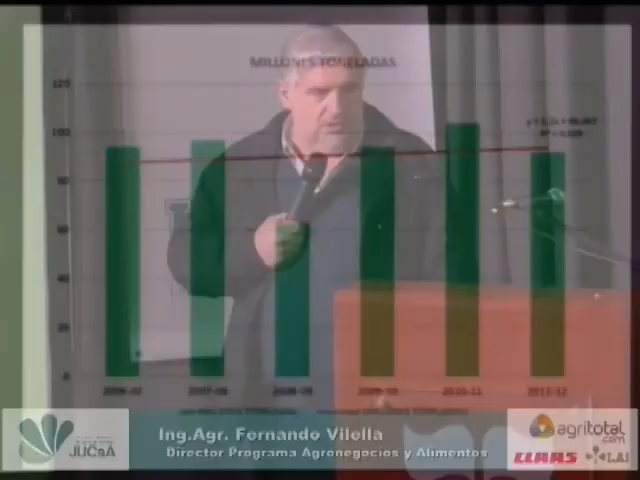 MILLONES TONELADAS
120
100
80
60
40
20
0
2006-07 2007-08 2008-09 2009-10 2010-11 2011-12
Ing.Agr. Fernando Vilella
Director Programa Agronegocios y Alimentos
JUCsA
agritotal
.com
CLAAS